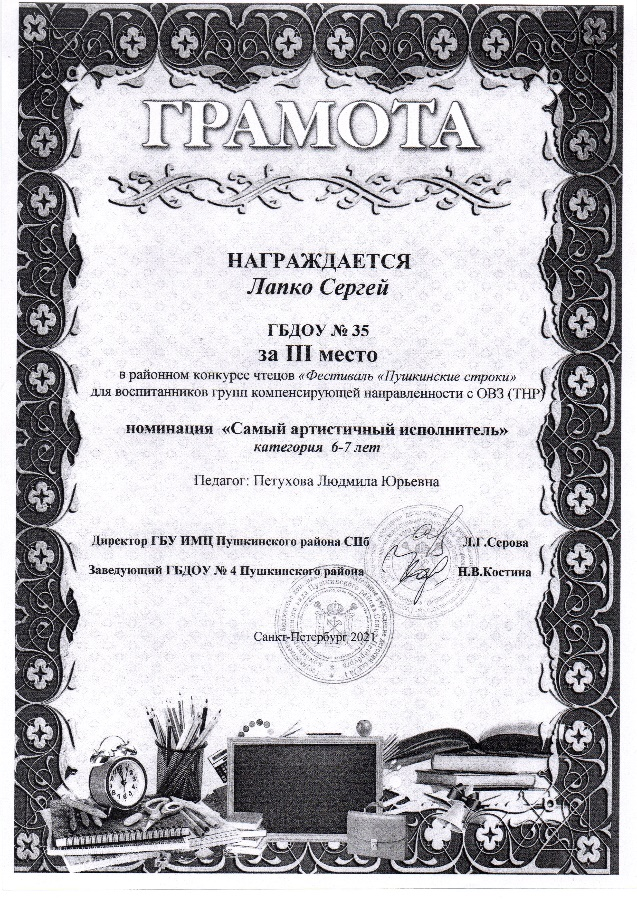 ГРАМОТА
НАГРАЖДАЕТСЯ
Лапко Сергей
ГБДОУ № 35
за III место
в районном конкурсе чтецов «Фестиваль «Пушкинские строки»
для воспитанников групп компенсирующей направленности с ОВЗ (ТНР)
номинация «Самый артистичный исполнитель»
категория 6-7 лет
Педагог: Петухова Людмила Юрьевна
Директор ГБУ ИМЦ Пушкинского района СПб Л.Г.Серова
Заведующий ГБДОУ № 4 Пушкинского района Н.В.Костина
Санкт-Петербург 2021